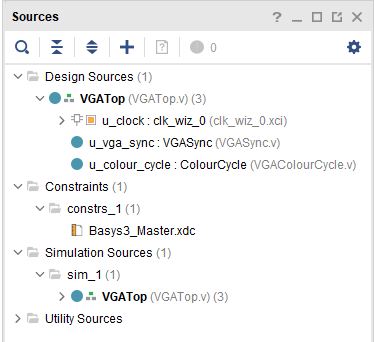 Sources
0
Design Sources (1)
VGATop (VGATop.v) (3)
u_clock : clk_wiz_0 (clk_wiz_0.xci)
u_vga_sync : VGASync (VGASync.v)
u_colour_cycle : ColourCycle (VGAColourCycle.v)
Constraints (1)
constrs_1 (1)
Basys3_Master.xdc
Simulation Sources (1)
sim_1 (1)
VGATop (VGATop.v) (3)
Utility Sources